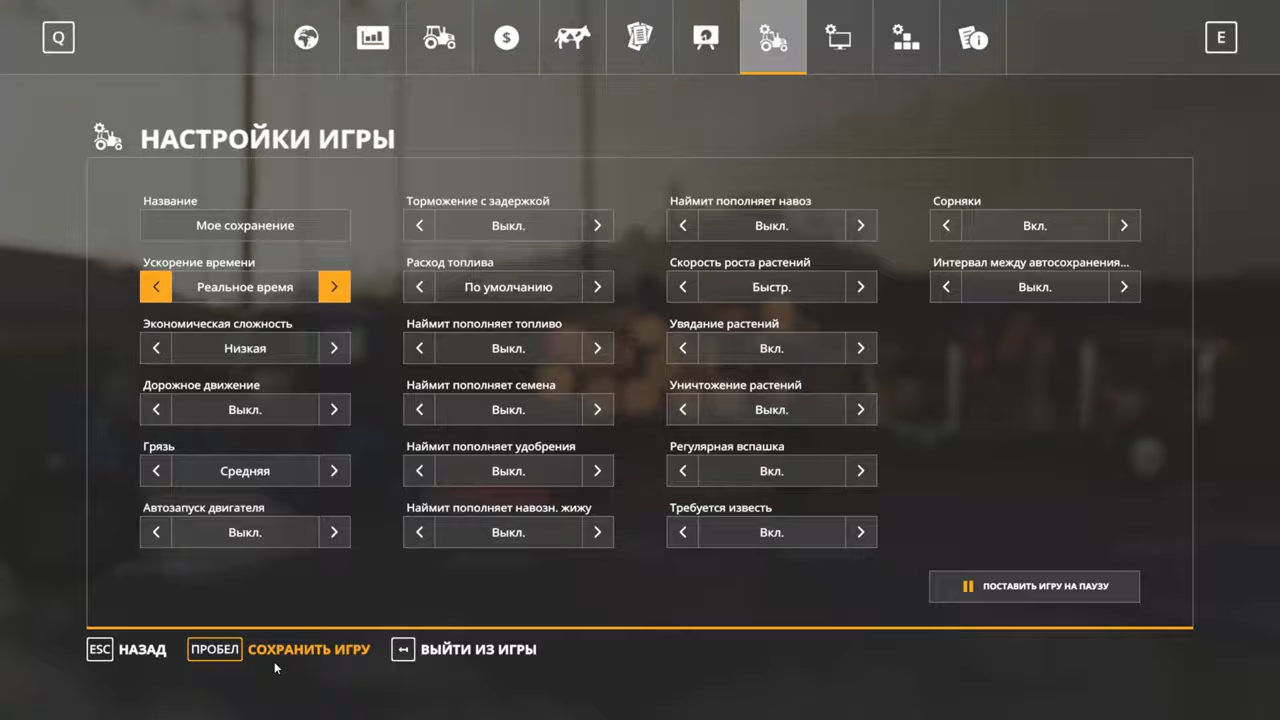 Q
E
НАСТРОЙКИ ИГРЫ
Название
Мое сохранение
Ускорение времени
Реальное время
Экономическая сложность
Низкая
Дорожное движение
Выкл.
Грязь
Средняя
Автозапуск двигателя
Выкл.
Торможение с задержкой
Выкл.
Расход топлива
По умолчанию
Наймит пополняет топливо
Выкл.
Наймит пополняет семена
Выкл.
Наймит пополняет удобрения
Выкл.
Наймит пополняет навозн. жижу
Выкл.
Наймит пополняет навоз
Выкл.
Скорость роста растений
Быстр.
Увядание растений
Вкл.
Уничтожение растений
Выкл.
Регулярная вспашка
Вкл.
Требуется известь
Вкл.
Сорняки
Вкл.
Интервал между автосохранения...
Выкл.
ПОСТАВИТЬ ИГРУ НА ПАУЗУ
ESC НАЗАД ПРОБЕЛ СОХРАНИТЬ ИГРУ ВЫЙТИ ИЗ ИГРЫ